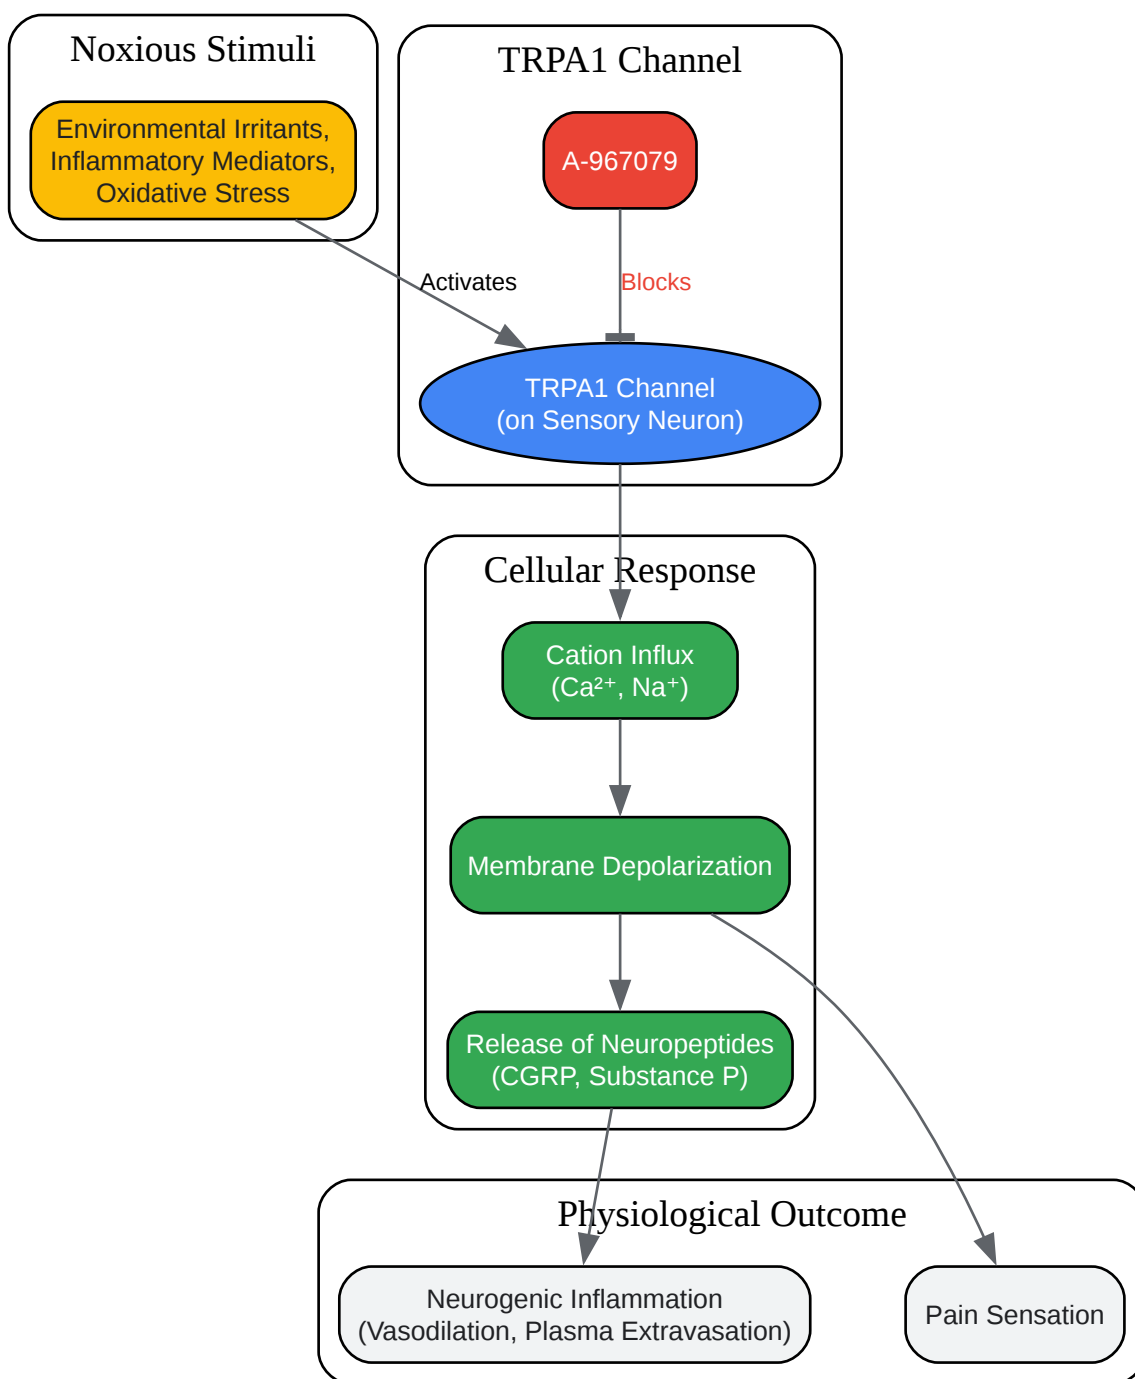 Noxious Stimuli
Environmental Irritants,
Inflammatory Mediators,
Oxidative Stress
TRPA1 Channel
A-967079
Activates
Blocks
TRPA1 Channel
(on Sensory Neuron)
Cellular Response
Cation Influx
(Ca²⁺, Na⁺)
Membrane Depolarization
Release of Neuropeptides
(CGRP, Substance P)
Physiological Outcome
Neurogenic Inflammation
(Vasodilation, Plasma Extravasation)
Pain Sensation